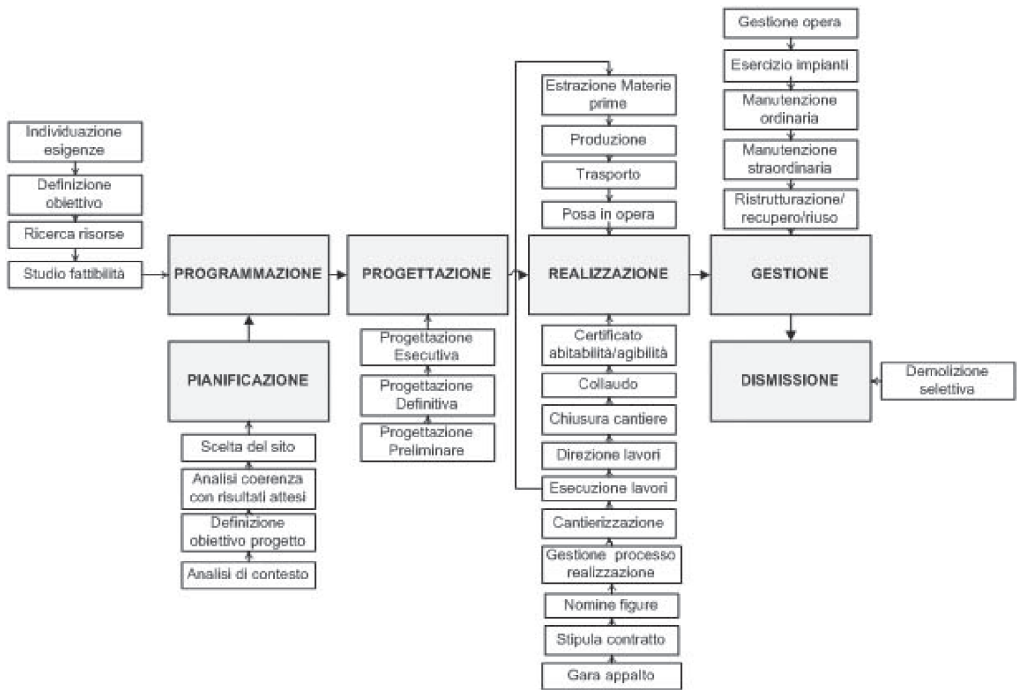 Individuazione
esigenze
Definizione
obiettivo
Ricerca risorse
Studio fattibilità
PROGRAMMAZIONE
PIANIFICAZIONE
Scelta del sito
Analisi coerenza
con risultati attesi
Definizione
obiettivo progetto
Analisi di contesto
PROGETTAZIONE
Progettazione
Esecutiva
Progettazione
Definitiva
Progettazione
Preliminare
Estrazione Materie
prime
Produzione
Trasporto
Posa in opera
REALIZZAZIONE
Certificato
abitabilità/agibilità
Collaudo
Chiusura cantiere
Direzione lavori
Esecuzione lavori
Cantierizzazione
Gestione processo
realizzazione
Nomine figure
Stipula contratto
Gara appalto
Gestione opera
Esercizio impianti
Manutenzione
ordinaria
Manutenzione
straordinaria
Ristrutturazione/
recupero/riuso
GESTIONE
DISMISSIONE
Demolizione
selettiva